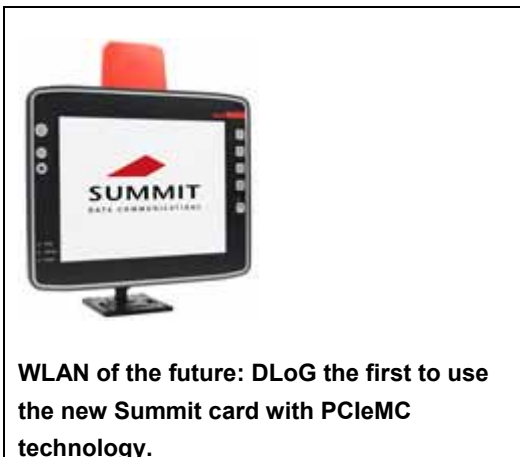 SUMMIT
DATA COMMUNICATIONS
WLAN of the future: DLoG the first to use
the new Summit card with PCIeMC
technology.